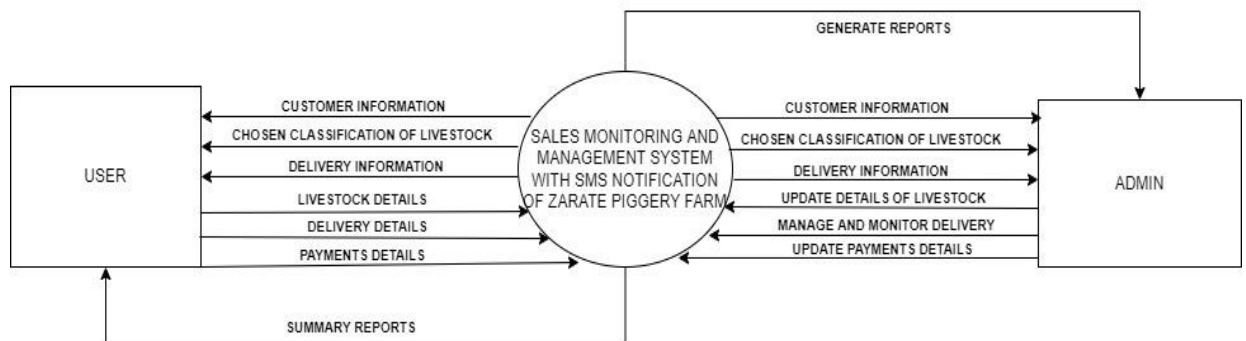 GENERATE REPORTS
USER
CUSTOMER INFORMATION
CHOSEN CLASSIFICATION OF LIVESTOCK
DELIVERY INFORMATION
LIVESTOCK DETAILS
DELIVERY DETAILS
PAYMENTS DETAILS
SALES MONITORING AND
MANAGEMENT SYSTEM
WITH SMS NOTIFICATION
OF ZARATE PIGGERY FARM
CUSTOMER INFORMATION
CHOSEN CLASSIFICATION OF LIVESTOCK
DELIVERY INFORMATION
UPDATE DETAILS OF LIVESTOCK
MANAGE AND MONITOR DELIVERY
UPDATE PAYMENTS DETAILS
ADMIN
SUMMARY REPORTS